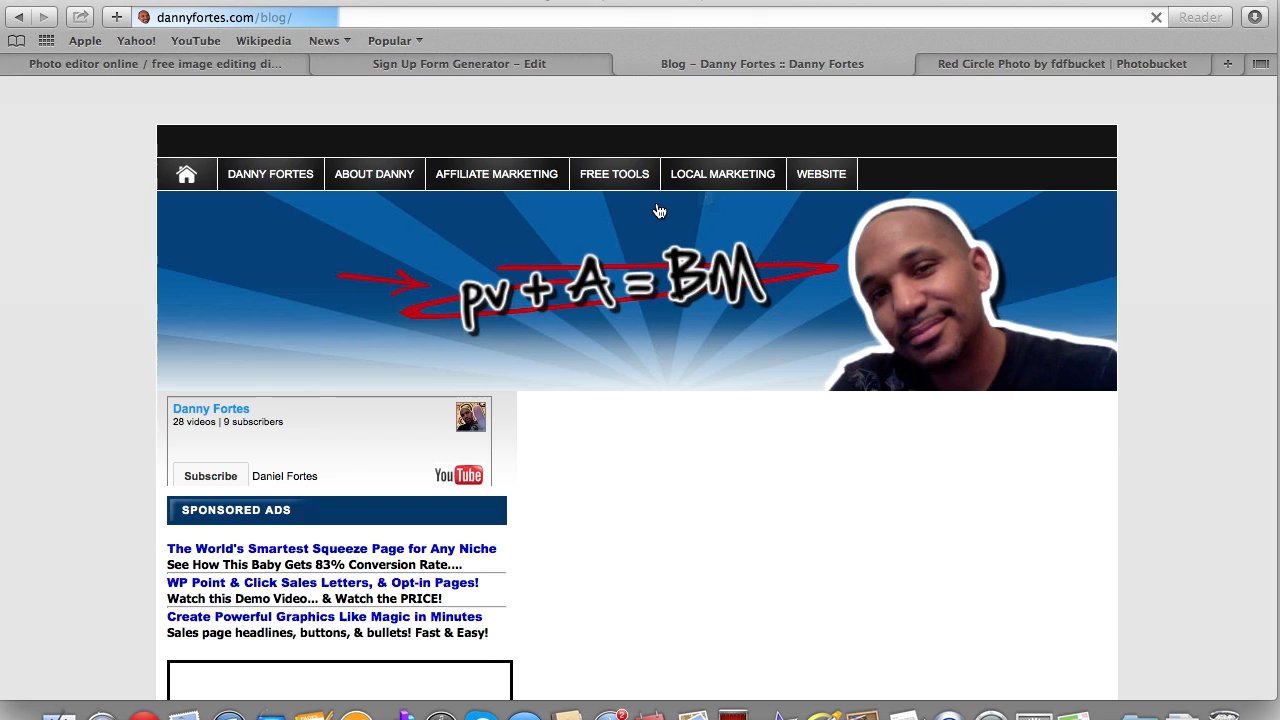 dannyfortes.com/blog/
Reader
Apple Yahoo! YouTube Wikipedia News Popular
Photo editor online / free image editing di...
Sign Up Form Generator – Edit
Blog – Danny Fortes :: Danny Fortes
Red Circle Photo by fdfbucket | Photobucket
DANNY FORTES ABOUT DANNY AFFILIATE MARKETING FREE TOOLS LOCAL MARKETING WEBSITE
pv + A = BM
Danny Fortes
28 videos | 9 subscribers
Subscribe Daniel Fortes
YouTube
SPONSORED ADS
The World's Smartest Squeeze Page for Any Niche
See How This Baby Gets 83% Conversion Rate....
WP Point & Click Sales Letters, & Opt-in Pages!
Watch this Demo Video... & Watch the PRICE!
Create Powerful Graphics Like Magic in Minutes
Sales page headlines, buttons, & bullets! Fast & Easy!
2